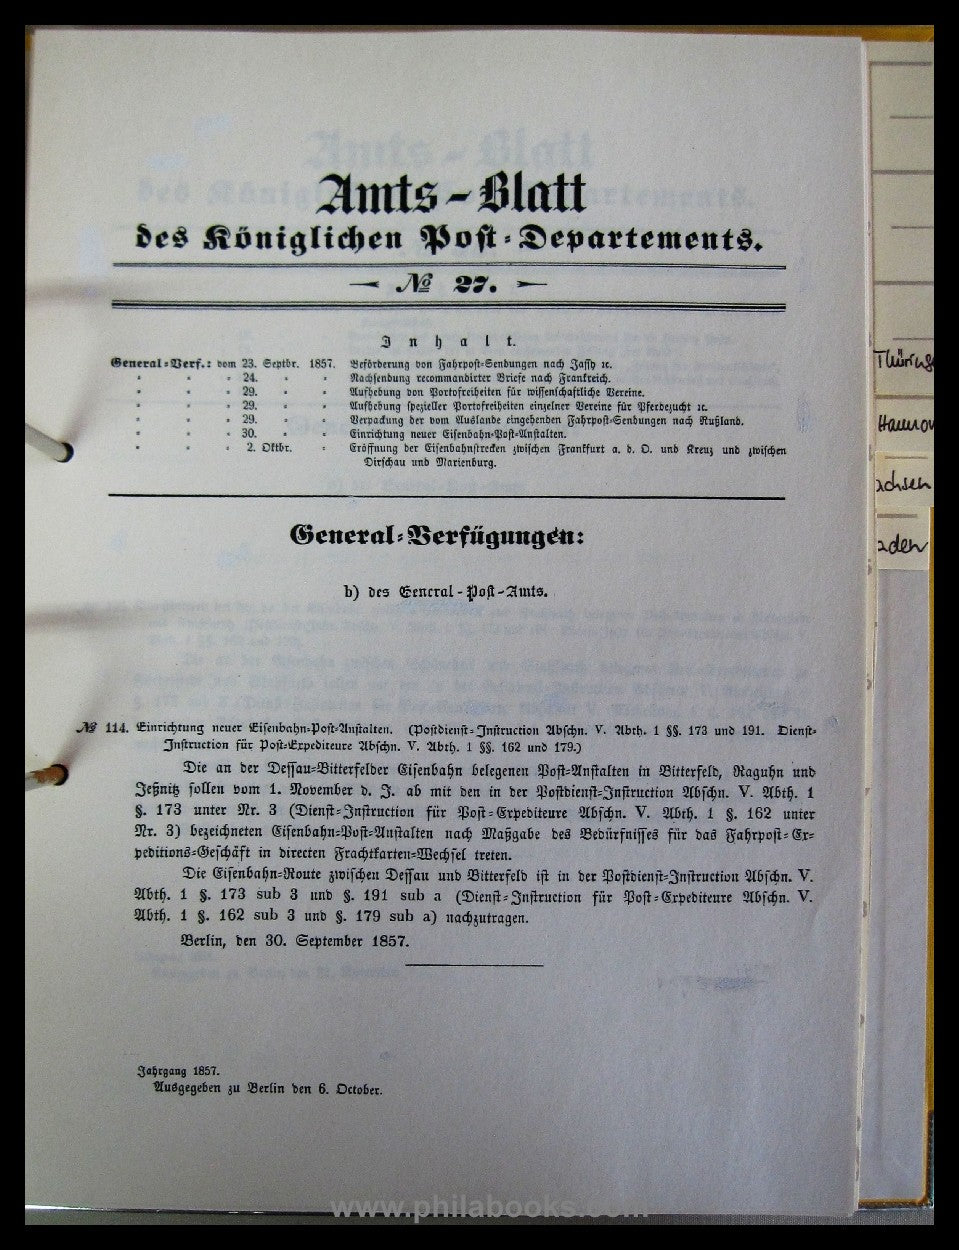 Amts-Blatt
des Königlichen Post-Departements.
№ 27.
Inhalt.
General-Verf.: vom 23. Septbr. 1857. Beförderung von Fahrpost-Sendungen nach Jassy ꝛc.
" " " 24. " " Nachsendung recommandirter Briefe nach Frankreich.
" " " 29. " " Aufhebung von Portofreiheiten für wissenschaftliche Vereine.
" " " 29. " " Aufhebung spezieller Portofreiheiten einzelner Vereine für Pferdezucht ꝛc.
" " " 29. " " Verpackung der vom Auslande eingehenden Fahrpost-Sendungen nach Rußland.
" " " 30. " " Einrichtung neuer Eisenbahn-Post-Anstalten.
" " " 2. Oktbr. " Eröffnung der Eisenbahnstrecken zwischen Frankfurt a. d. O. und Kreuz und zwischen
Dirschau und Marienburg.
General-Verfügungen:
b) des General-Post-Amts.
№ 114. Einrichtung neuer Eisenbahn-Post-Anstalten. (Postdienst-Instruction Abschn. V. Abth. 1 §§. 173 und 191. Dienst-
Instruction für Post-Expediteure Abschn. V. Abth. 1 §§. 162 und 179.)
Die an der Dessau-Bitterfelder Eisenbahn belegenen Post-Anstalten in Bitterfeld, Raguhn und
Jeßnitz sollen vom 1. November d. J. ab mit den in der Postdienst-Instruction Abschn. V. Abth. 1
§. 173 unter Nr. 3 (Dienst-Instruction für Post-Expediteure Abschn. V. Abth. 1 §. 162 unter
Nr. 3) bezeichneten Eisenbahn-Post-Anstalten nach Maßgabe des Bedürfnisses für das Fahrpost-Ex-
peditions-Geschäft in directen Frachtkarten-Wechsel treten.
Die Eisenbahn-Route zwischen Dessau und Bitterfeld ist in der Postdienst-Instruction Abschn. V.
Abth. 1 §. 173 sub 3 und §. 191 sub a (Dienst-Instruction für Post-Expediteure Abschn. V.
Abth. 1 §. 162 sub 3 und §. 179 sub a) nachzutragen.
Berlin, den 30. September 1857.
Jahrgang 1857.
Ausgegeben zu Berlin den 6. October.
Thüring
Hannov
achsen
aden
www.philabooks.com